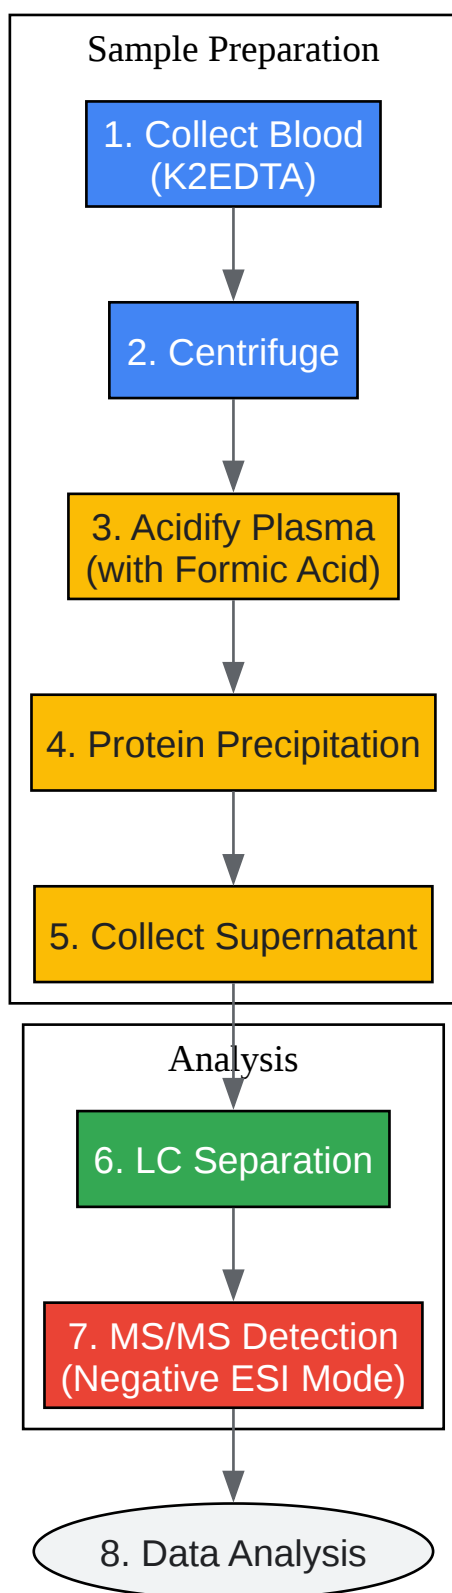 Sample Preparation
1. Collect Blood
(K2EDTA)
2. Centrifuge
3. Acidify Plasma
(with Formic Acid)
4. Protein Precipitation
5. Collect Supernatant
Analysis
6. LC Separation
7. MS/MS Detection
(Negative ESI Mode)
8. Data Analysis